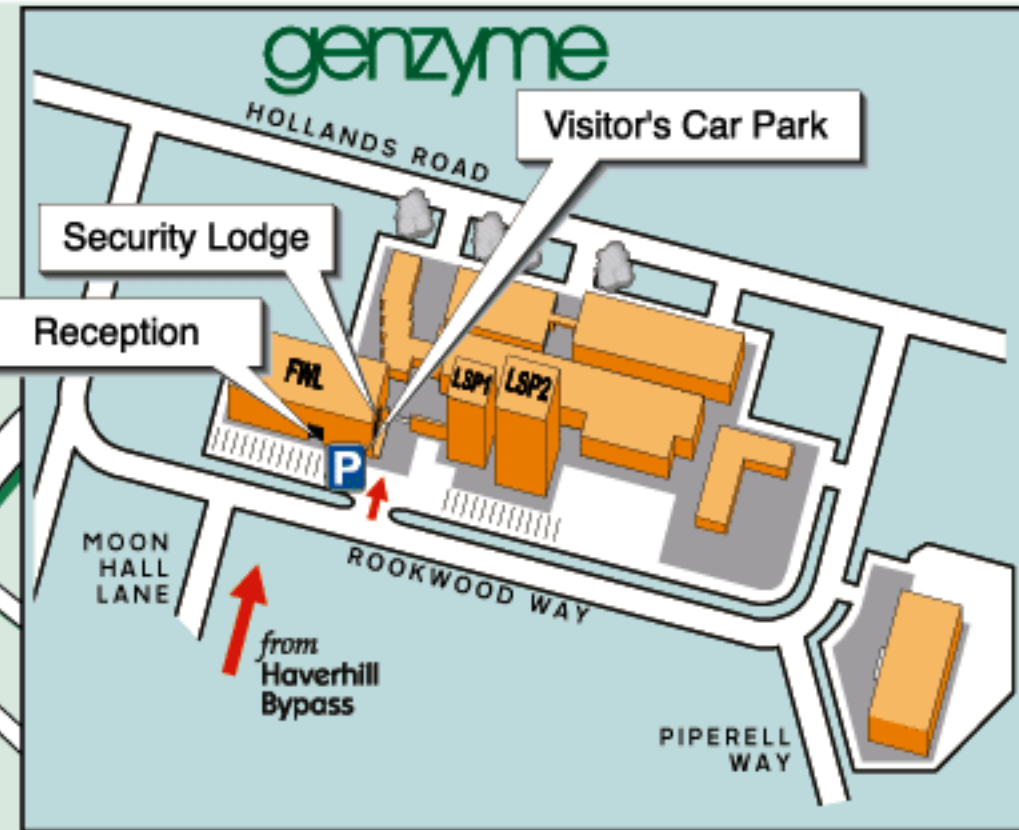 genzyme
HOLLANDS ROAD
Visitor's Car Park
Security Lodge
Reception
FWL
LSP1
LSP2
P
MOON
HALL
LANE
ROOKWOOD WAY
from
Haverhill
Bypass
PIPERELL
WAY